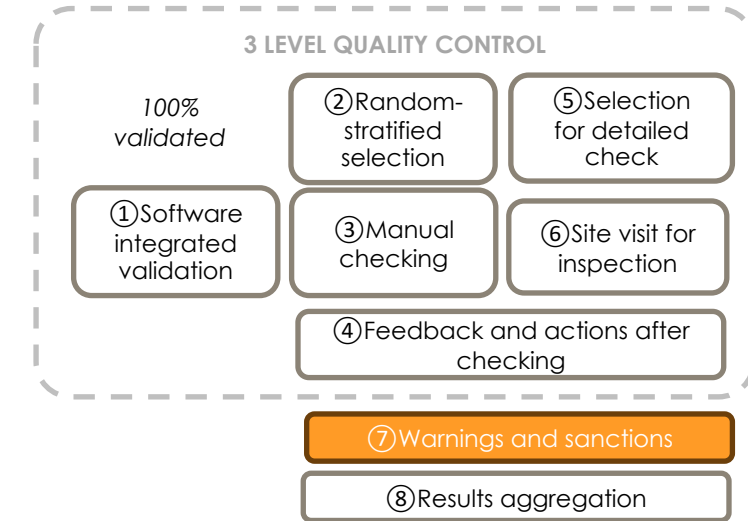 3 LEVEL QUALITY CONTROL
100%
validated
②Random-
stratified
selection
⑤Selection
for detailed
check
①Software
integrated
validation
③Manual
checking
⑥Site visit for
inspection
④Feedback and actions after
checking
⑦Warnings and sanctions
⑧Results aggregation